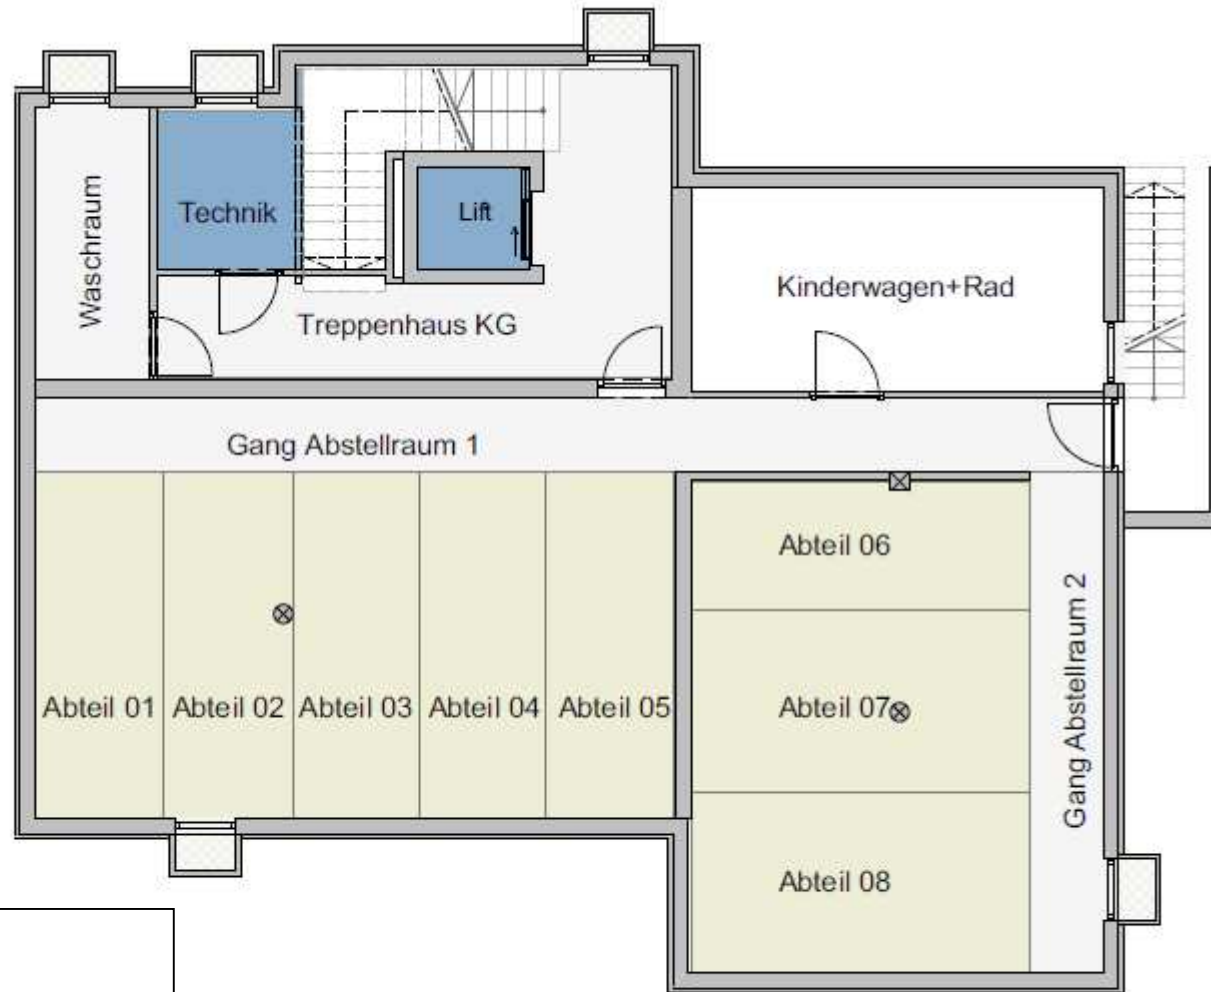 Waschraum
Technik
Lift
Treppenhaus KG
Kinderwagen+Rad
Gang Abstellraum 1
Abteil 01
Abteil 02
Abteil 03
Abteil 04
Abteil 05
Abteil 06
Abteil 07
Abteil 08
Gang Abstellraum 2